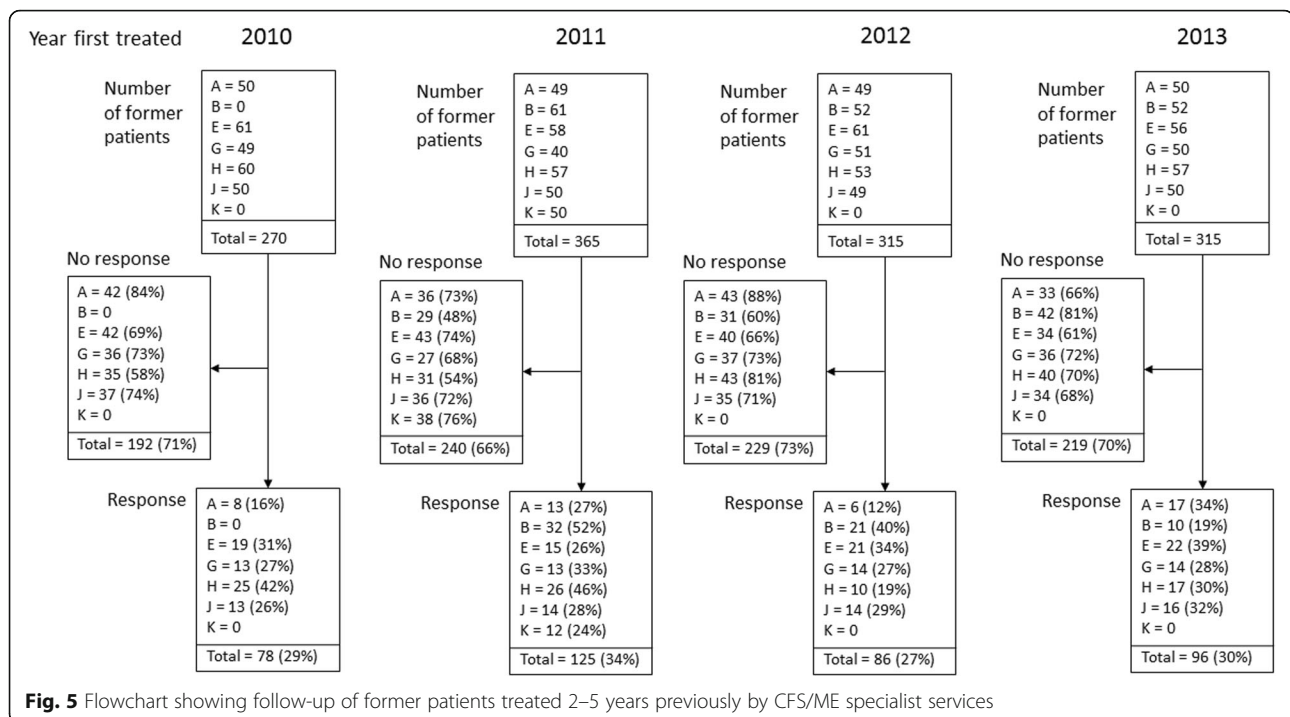 Year first treated
2010
2011
2012
2013
Number
of former
patients
A = 50
B = 0
E = 61
G = 49
H = 60
J = 50
K = 0
Total = 270
No response
A = 42 (84%)
B = 0
E = 42 (69%)
G = 36 (73%)
H = 35 (58%)
J = 37 (74%)
K = 0
Total = 192 (71%)
Response
A = 8 (16%)
B = 0
E = 19 (31%)
G = 13 (27%)
H = 25 (42%)
J = 13 (26%)
K = 0
Total = 78 (29%)
Number
of former
patients
A = 49
B = 61
E = 58
G = 40
H = 57
J = 50
K = 50
Total = 365
No response
A = 36 (73%)
B = 29 (48%)
E = 43 (74%)
G = 27 (68%)
H = 31 (54%)
J = 36 (72%)
K = 38 (76%)
Total = 240 (66%)
Response
A = 13 (27%)
B = 32 (52%)
E = 15 (26%)
G = 13 (33%)
H = 26 (46%)
J = 14 (28%)
K = 12 (24%)
Total = 125 (34%)
Number
of former
patients
A = 49
B = 52
E = 61
G = 51
H = 53
J = 49
K = 0
Total = 315
No response
A = 43 (88%)
B = 31 (60%)
E = 40 (66%)
G = 37 (73%)
H = 43 (81%)
J = 35 (71%)
K = 0
Total = 229 (73%)
Response
A = 6 (12%)
B = 21 (40%)
E = 21 (34%)
G = 14 (27%)
H = 10 (19%)
J = 14 (29%)
K = 0
Total = 86 (27%)
Number
of former
patients
A = 50
B = 52
E = 56
G = 50
H = 57
J = 50
K = 0
Total = 315
No response
A = 33 (66%)
B = 42 (81%)
E = 34 (61%)
G = 36 (72%)
H = 40 (70%)
J = 34 (68%)
K = 0
Total = 219 (70%)
Response
A = 17 (34%)
B = 10 (19%)
E = 22 (39%)
G = 14 (28%)
H = 17 (30%)
J = 16 (32%)
K = 0
Total = 96 (30%)
Fig. 5 Flowchart showing follow-up of former patients treated 2–5 years previously by CFS/ME specialist services